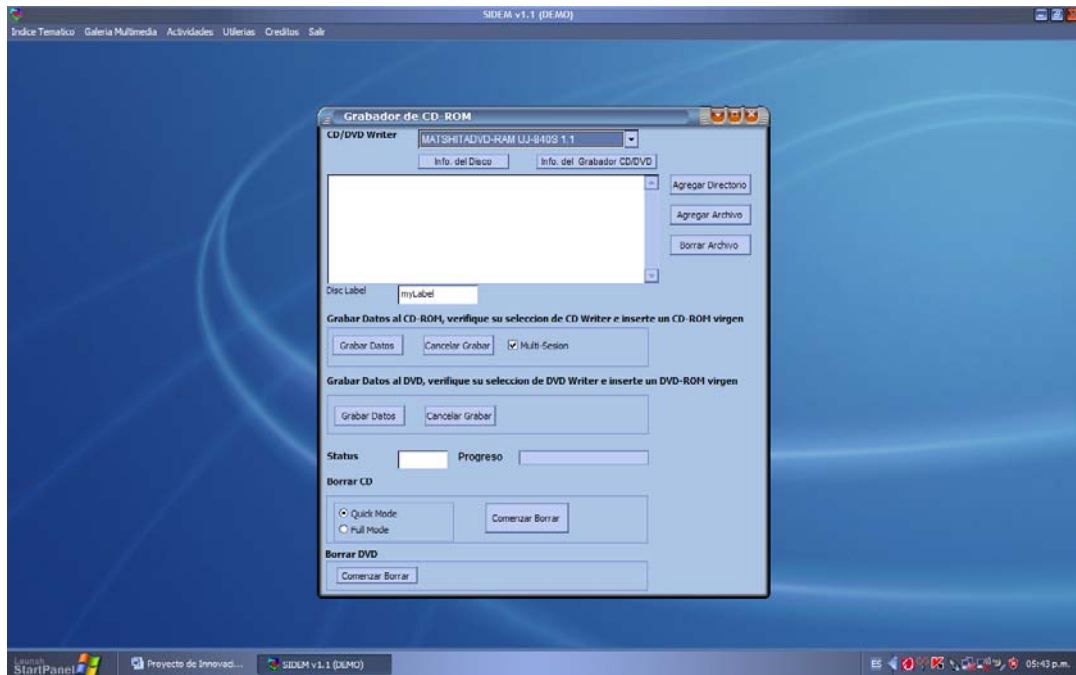 SIDEM v1.1 (DEMO)
Indice Tematico Galeria Multimedia Actividades Utilerias Creditos Salir
Grabador de CD-ROM
CD/DVD Writer MATSHITADVD-RAM UJ-840S 1.1
Info. del Disco Info. del Grabador CD/DVD
Agregar Directorio
Agregar Archivo
Borrar Archivo
Disc Label myLabel
Grabar Datos al CD-ROM, verifique su seleccion de CD Writer e inserte un CD-ROM virgen
Grabar Datos Cancelar Grabar Multi-Sesion
Grabar Datos al DVD, verifique su seleccion de DVD Writer e inserte un DVD-ROM virgen
Grabar Datos Cancelar Grabar
Status Progreso
Borrar CD
Quick Mode
Full Mode
Comenzar Borrar
Borrar DVD
Comenzar Borrar
Launch
StartPanel Proyecto de Innovaci... SIDEM v1.1 (DEMO) ES 05:43 p.m.